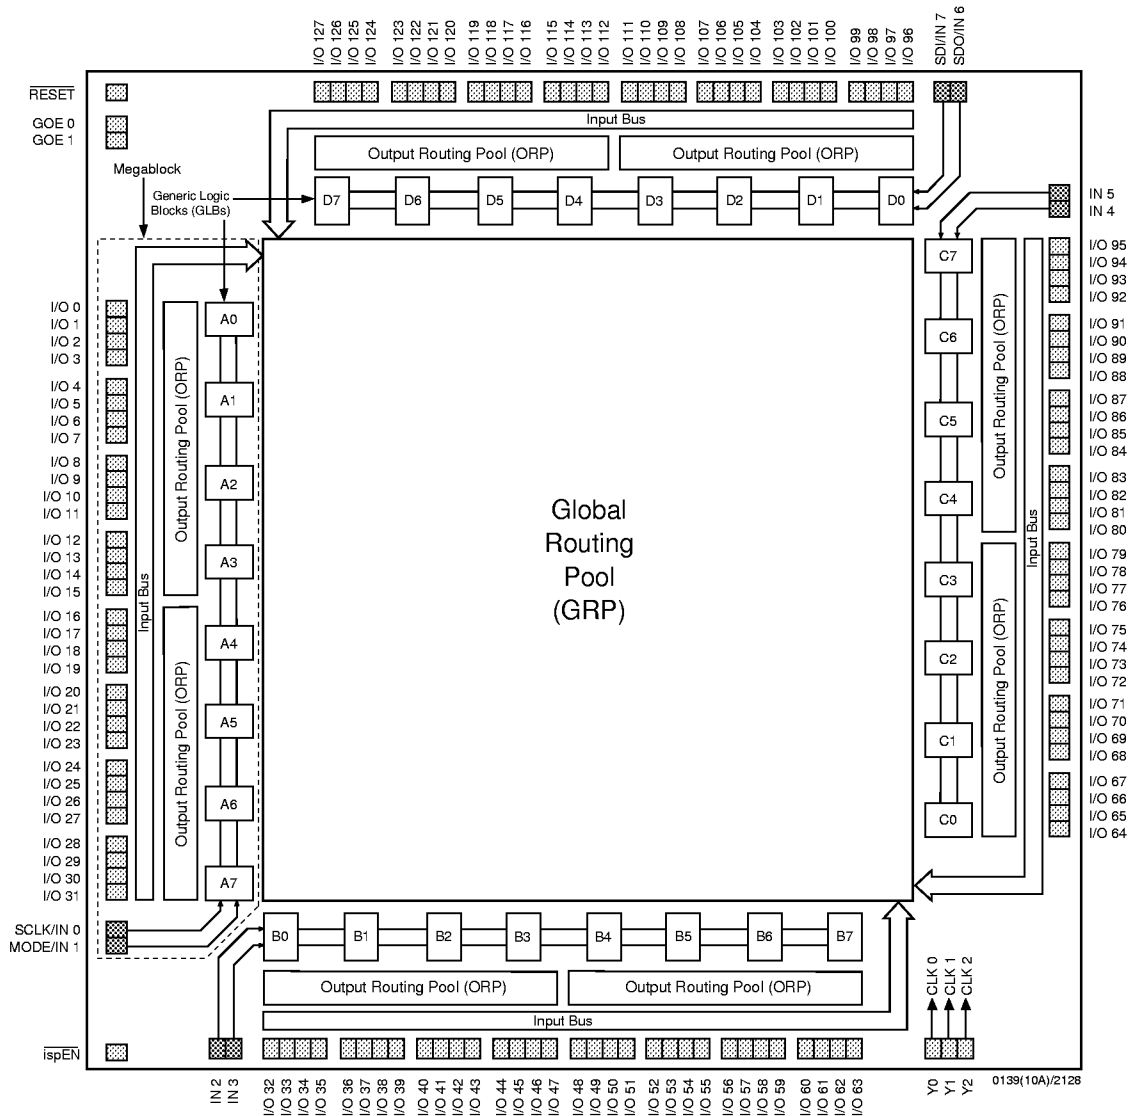 I/O 127
I/O 126
I/O 125
I/O 124
I/O 123
I/O 122
I/O 121
I/O 120
I/O 119
I/O 118
I/O 117
I/O 116
I/O 115
I/O 114
I/O 113
I/O 112
I/O 111
I/O 110
I/O 109
I/O 108
I/O 107
I/O 106
I/O 105
I/O 104
I/O 103
I/O 102
I/O 101
I/O 100
I/O 99
I/O 98
I/O 97
I/O 96
SDI/IN 7
SDO/IN 6
RESET
GOE 0
GOE 1
Input Bus
Output Routing Pool (ORP)
Output Routing Pool (ORP)
Megablock
Generic Logic
Blocks (GLBs)
D7
D6
D5
D4
D3
D2
D1
D0
IN 5
IN 4
I/O 0
I/O 1
I/O 2
I/O 3
I/O 4
I/O 5
I/O 6
I/O 7
I/O 8
I/O 9
I/O 10
I/O 11
I/O 12
I/O 13
I/O 14
I/O 15
I/O 16
I/O 17
I/O 18
I/O 19
I/O 20
I/O 21
I/O 22
I/O 23
I/O 24
I/O 25
I/O 26
I/O 27
I/O 28
I/O 29
I/O 30
I/O 31
SCLK/IN 0
MODE/IN 1
Input Bus
Output Routing Pool (ORP)
Output Routing Pool (ORP)
A0
A1
A2
A3
A4
A5
A6
A7
Global
Routing
Pool
(GRP)
C7
C6
C5
C4
C3
C2
C1
C0
Output Routing Pool (ORP)
Output Routing Pool (ORP)
Input Bus
I/O 95
I/O 94
I/O 93
I/O 92
I/O 91
I/O 90
I/O 89
I/O 88
I/O 87
I/O 86
I/O 85
I/O 84
I/O 83
I/O 82
I/O 81
I/O 80
I/O 79
I/O 78
I/O 77
I/O 76
I/O 75
I/O 74
I/O 73
I/O 72
I/O 71
I/O 70
I/O 69
I/O 68
I/O 67
I/O 66
I/O 65
I/O 64
B0
B1
B2
B3
B4
B5
B6
B7
Output Routing Pool (ORP)
Output Routing Pool (ORP)
Input Bus
CLK 0
CLK 1
CLK 2
ispEN
IN 2
IN 3
I/O 32
I/O 33
I/O 34
I/O 35
I/O 36
I/O 37
I/O 38
I/O 39
I/O 40
I/O 41
I/O 42
I/O 43
I/O 44
I/O 45
I/O 46
I/O 47
I/O 48
I/O 49
I/O 50
I/O 51
I/O 52
I/O 53
I/O 54
I/O 55
I/O 56
I/O 57
I/O 58
I/O 59
I/O 60
I/O 61
I/O 62
I/O 63
Y0
Y1
Y2
0139(10A)/2128